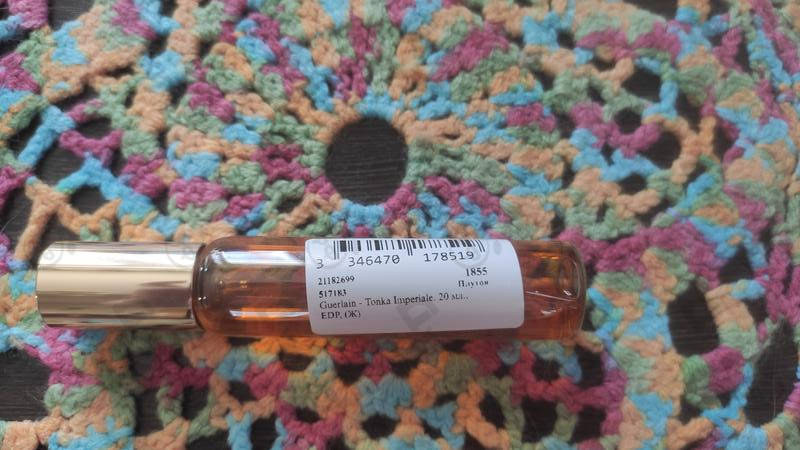 3 346470 178519
21182699 1855
517183 Плутон
Guerlain - Tonka Imperiale. 20 мл.,
EDP, (Ж)